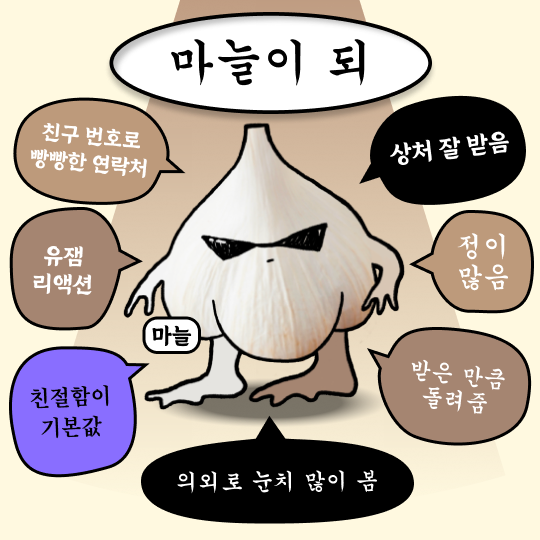 마늘이 되
친구 번호로
빵빵한 연락처
상처 잘 받음
유잼
리액션
정이
많음
마늘
친절함이
기본값
받은 만큼
돌려줌
의외로 눈치 많이 봄